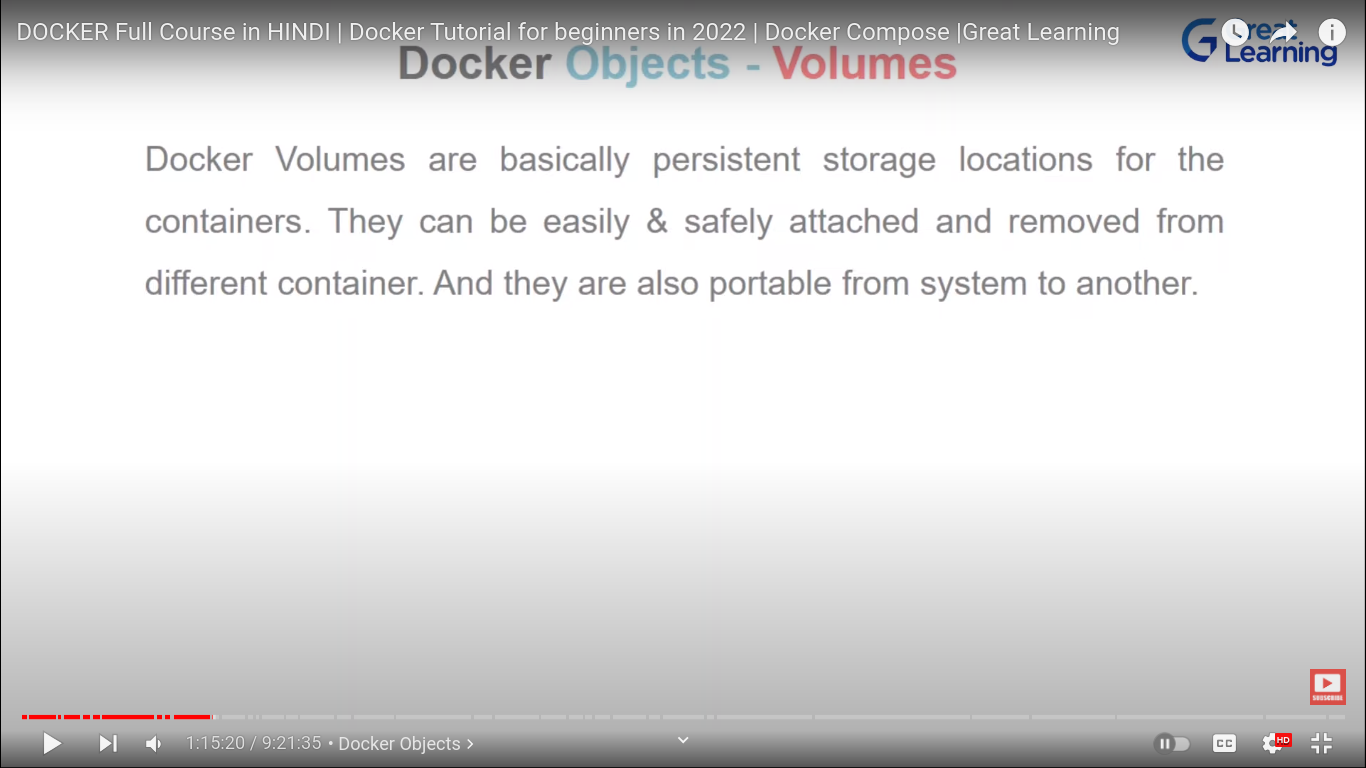 DOCKER Full Course in HINDI | Docker Tutorial for beginners in 2022 | Docker Compose |Great Learning
Great
Learning
Docker Objects - Volumes
Docker Volumes are basically persistent storage locations for the
containers. They can be easily & safely attached and removed from
different container. And they are also portable from system to another.
SUBSCRIBE
1:15:20 / 9:21:35 • Docker Objects
CC
HD